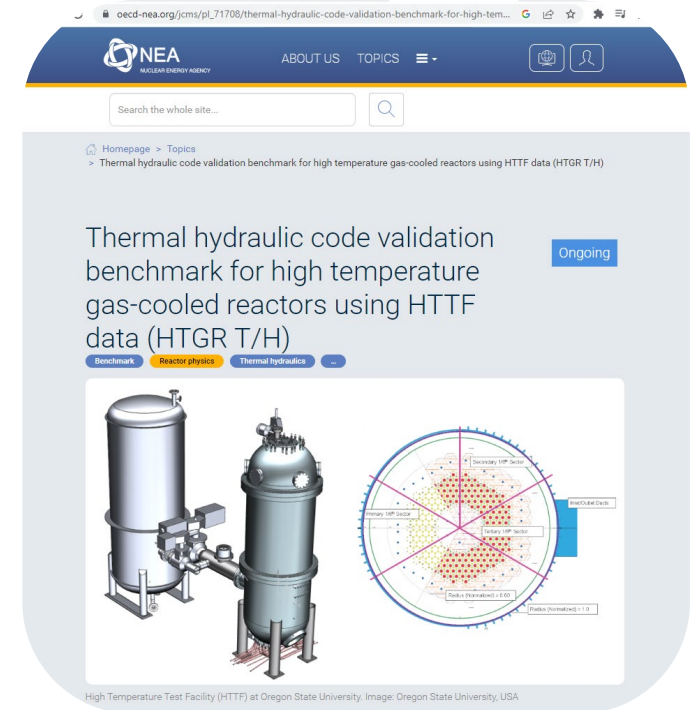 oecd-nea.org/jcms/pl_71708/thermal-hydraulic-code-validation-benchmark-for-high-tem...
NEA
NUCLEAR ENERGY AGENCY
ABOUT US TOPICS
Search the whole site...
Homepage > Topics
> Thermal hydraulic code validation benchmark for high temperature gas-cooled reactors using HTTF data (HTGR T/H)
Thermal hydraulic code validation
benchmark for high temperature
gas-cooled reactors using HTTF
data (HTGR T/H)
Ongoing
Benchmark Reactor physics Thermal hydraulics ...
Secondary 1/6th Sector
Inlet/Outlet Ducts
Primary 1/6th Sector
Tertiary 1/6th Sector
Radius (Normalized) = 1.0
High Temperature Test Facility (HTTF) at Oregon State University. Image: Oregon State University, USA